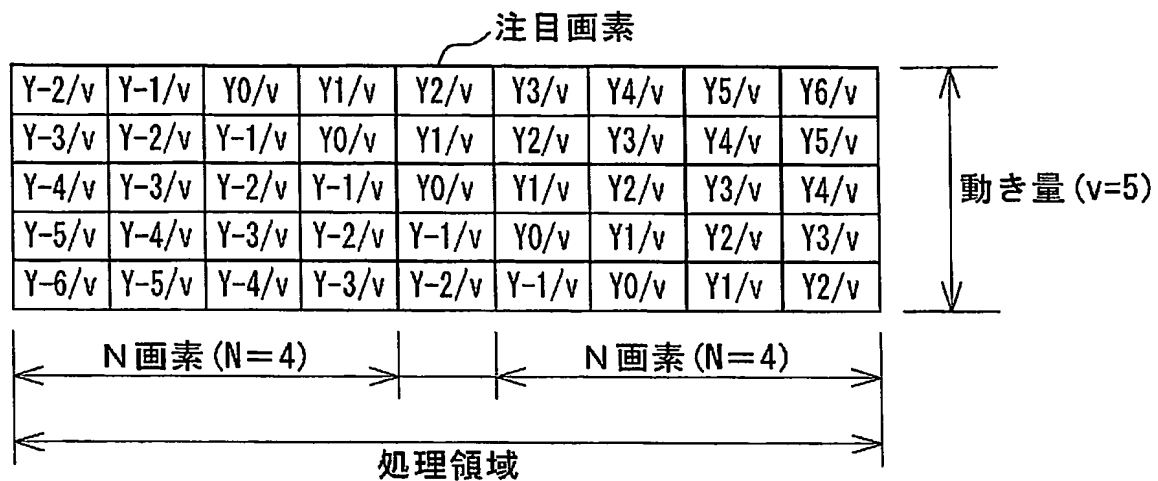 注目画素
Y-2/v Y-1/v Y0/v Y1/v Y2/v Y3/v Y4/v Y5/v Y6/v
Y-3/v Y-2/v Y-1/v Y0/v Y1/v Y2/v Y3/v Y4/v Y5/v
Y-4/v Y-3/v Y-2/v Y-1/v Y0/v Y1/v Y2/v Y3/v Y4/v
動き量(v=5)
Y-5/v Y-4/v Y-3/v Y-2/v Y-1/v Y0/v Y1/v Y2/v Y3/v
Y-6/v Y-5/v Y-4/v Y-3/v Y-2/v Y-1/v Y0/v Y1/v Y2/v
N画素(N=4) N画素(N=4)
処理領域